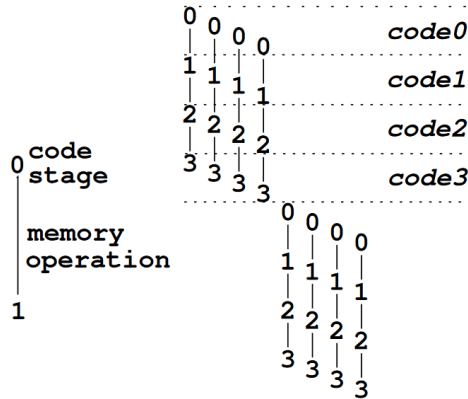 0 0 0 0 code0
1 1 1 1 code1
2 2 2 2 code2
3 3 3 3 code3
0 code
stage
memory
operation
1
0 0 0 0
1 1 1 1
2 2 2 2
3 3 3 3